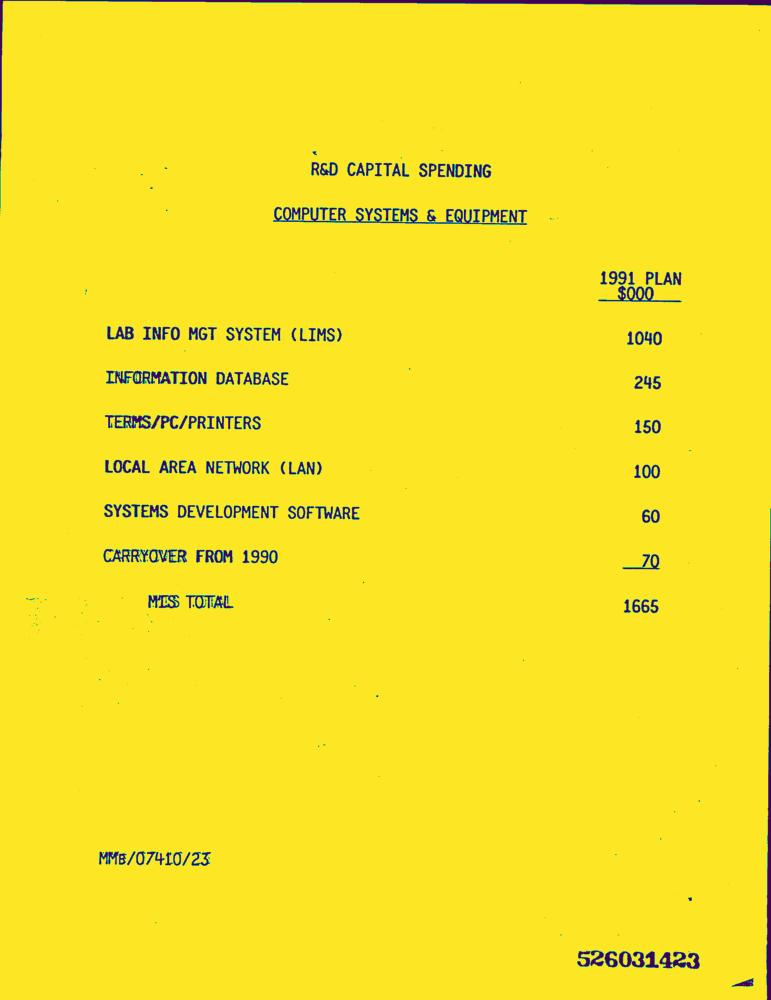 R&D CAPITAL SPENDING
COMPUTER SYSTEMS & EQUIPMENT
1991 PLAN
$000
LAB INFO MGT SYSTEM (LIMS) 1040
INFORMATION DATABASE 245
TERMS/PC/PRINTERS 150
LOCAL AREA NETWORK (LAN) 100
SYSTEMS DEVELOPMENT SOFTWARE 60
CARRYOVER FROM 1990 70
MIS TOTAL 1665
MMB/07410/23
526031423